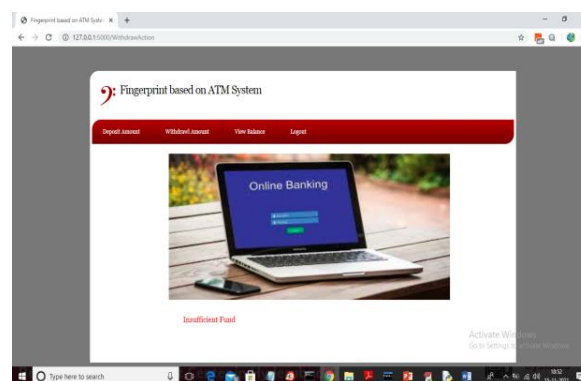 Fingerprint based on ATM Syste
127.0.0.1:5000/WithdrawAction
Fingerprint based on ATM System
Deposit Amount Withdrawl Amount View Balance Logout
Online Banking
Insufficient Fund
Activate Windows
Go to Settings to activate Windows.
Type here to search
18:52